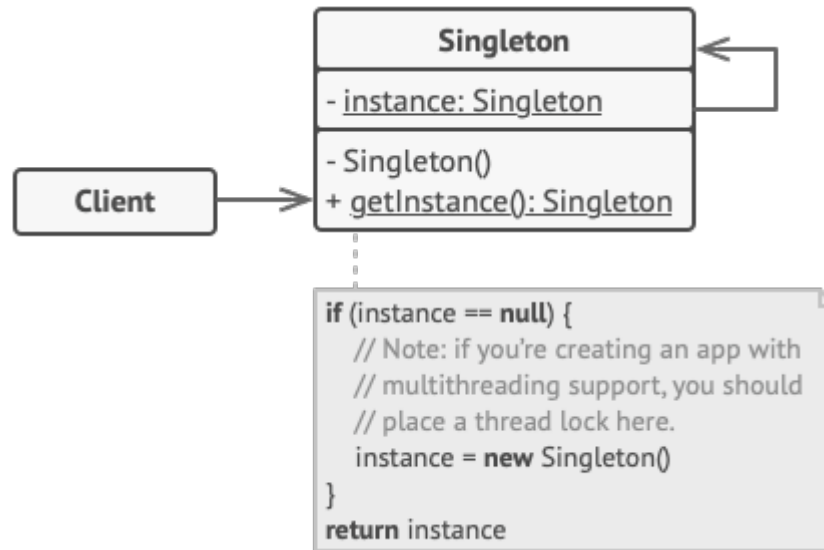 Singleton
- instance: Singleton
- Singleton()
+ getInstance(): Singleton
Client
if (instance == null) {
// Note: if you're creating an app with
// multithreading support, you should
// place a thread lock here.
instance = new Singleton()
}
return instance